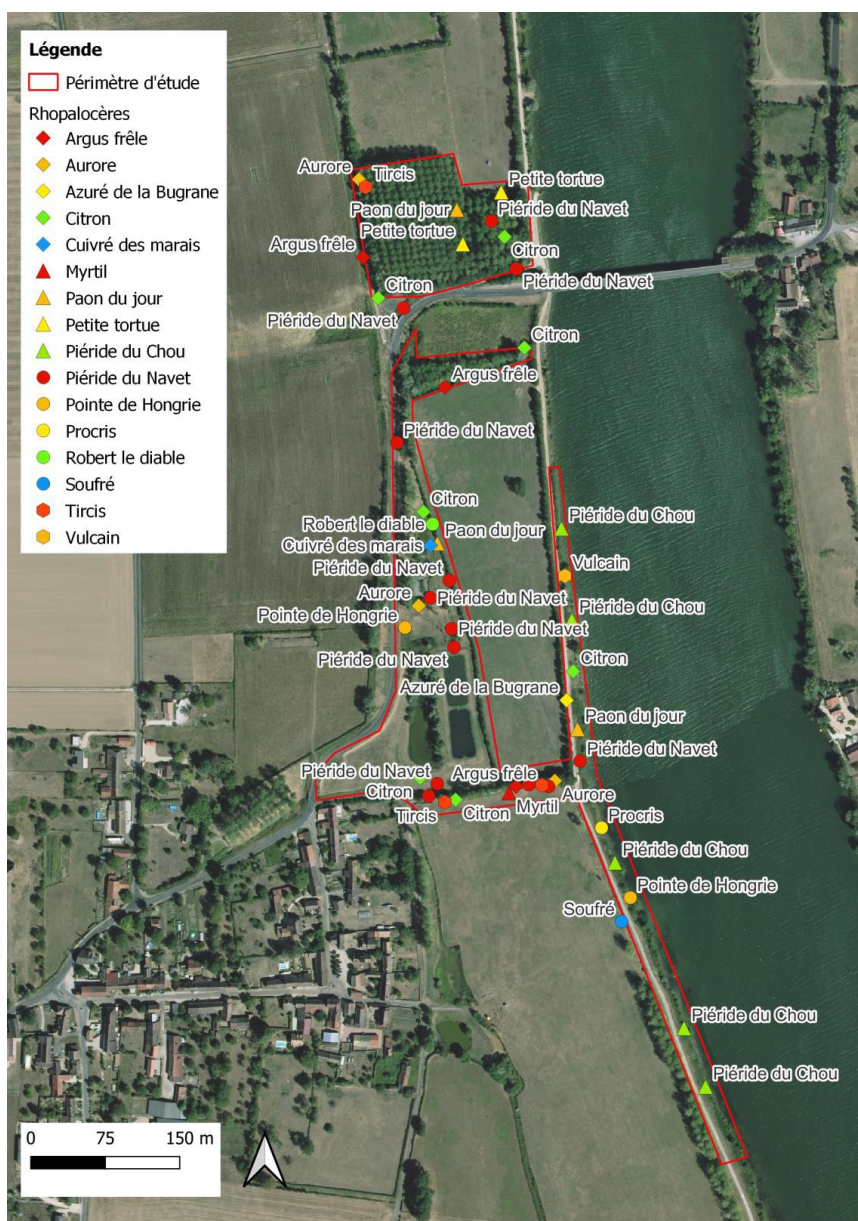 Légende
Périmètre d'étude
Rhopalocères
Argus frêle
Aurore
Azuré de la Bugrane
Citron
Cuivré des marais
Myrtil
Paon du jour
Petite tortue
Piéride du Chou
Piéride du Navet
Pointe de Hongrie
Procris
Robert le diable
Soufré
Tircis
Vulcain
Aurore
Tircis
Petite tortue
Paon du jour
Piéride du Navet
Petite tortue
Citron
Argus frêle
Citron
Piéride du Navet
Piéride du Navet
Citron
Argus frêle
Piéride du Navet
Citron
Robert le diable
Paon du jour
Piéride du Chou
Cuivré des marais
Piéride du Navet
Vulcain
Aurore
Piéride du Navet
Pointe de Hongrie
Piéride du Chou
Piéride du Navet
Piéride du Navet
Citron
Azuré de la Bugrane
Paon du jour
Piéride du Navet
Piéride du Navet
Argus frêle
Citron
Aurore
Myrtil
Citron
Tircis
Procris
Piéride du Chou
Pointe de Hongrie
Soufré
Piéride du Chou
Piéride du Chou
0 75 150 m